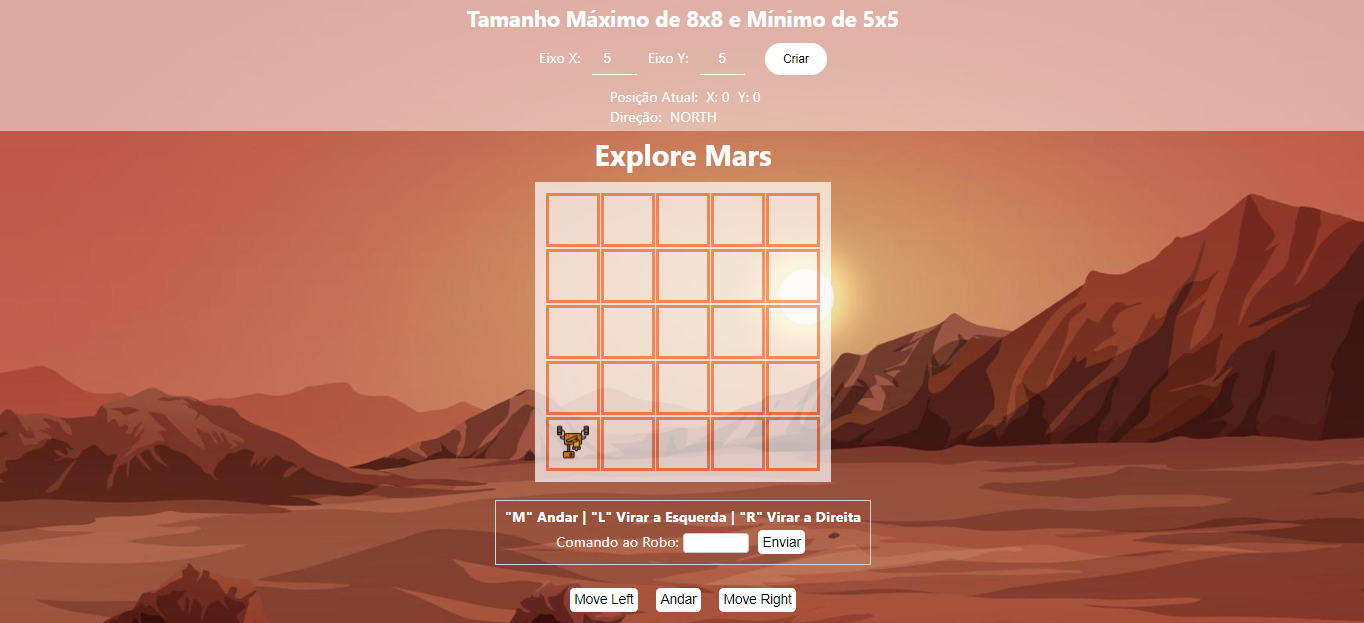 Tamanho Máximo de 8x8 e Mínimo de 5x5
Eixo X: 5 Eixo Y: 5 Criar
Posição Atual: X: 0 Y: 0
Direção: NORTH
Explore Mars
"M" Andar | "L" Virar a Esquerda | "R" Virar a Direita
Comando ao Robo: Enviar
Move Left Andar Move Right